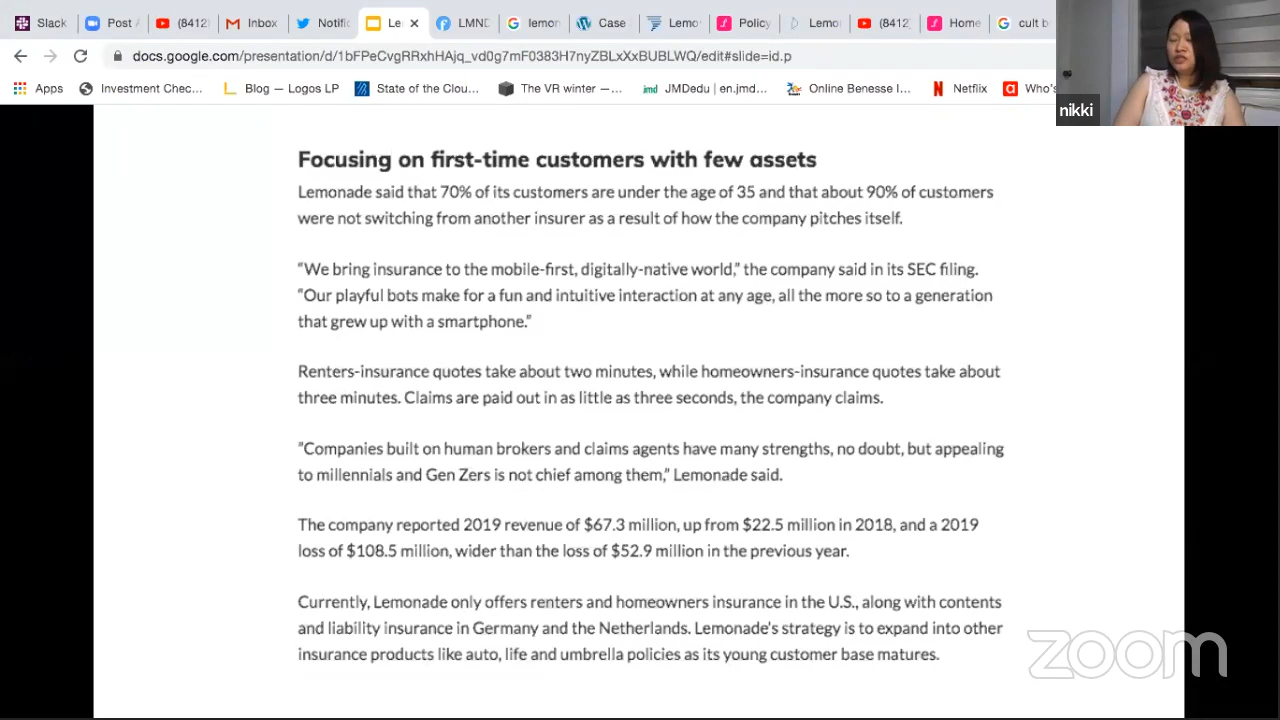 Slack
Post
(8412
Inbox
Notific
Le
LMND
lemon
Case
Lemo
Policy
Lemo
(8412)
Home
cult b
docs.google.com/presentation/d/1bFPeCvgRRxhHAjq_vd0g7mF0383H7nyZBLxXxBUBLWQ/edit#slide=id.p
Apps
Investment Chec...
Blog — Logos LP
State of the Clou...
The VR winter —...
JMDedu | en.jmd...
Online Benesse I...
Netflix
Who's
nikki
Focusing on first-time customers with few assets
Lemonade said that 70% of its customers are under the age of 35 and that about 90% of customers
were not switching from another insurer as a result of how the company pitches itself.
“We bring insurance to the mobile-first, digitally-native world,” the company said in its SEC filing.
“Our playful bots make for a fun and intuitive interaction at any age, all the more so to a generation
that grew up with a smartphone.”
Renters-insurance quotes take about two minutes, while homeowners-insurance quotes take about
three minutes. Claims are paid out in as little as three seconds, the company claims.
”Companies built on human brokers and claims agents have many strengths, no doubt, but appealing
to millennials and Gen Zers is not chief among them,” Lemonade said.
The company reported 2019 revenue of $67.3 million, up from $22.5 million in 2018, and a 2019
loss of $108.5 million, wider than the loss of $52.9 million in the previous year.
Currently, Lemonade only offers renters and homeowners insurance in the U.S., along with contents
and liability insurance in Germany and the Netherlands. Lemonade's strategy is to expand into other
insurance products like auto, life and umbrella policies as its young customer base matures.
zoom